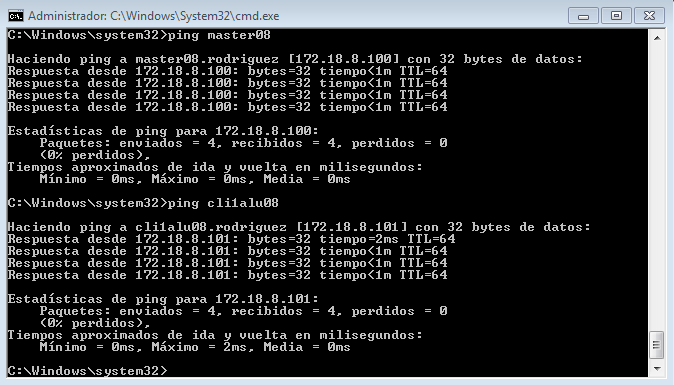 Administrador: C:\Windows\System32\cmd.exe
C:\Windows\system32>ping master08
Haciendo ping a master08.rodriguez [172.18.8.100] con 32 bytes de datos:
Respuesta desde 172.18.8.100: bytes=32 tiempo<1m TTL=64
Respuesta desde 172.18.8.100: bytes=32 tiempo<1m TTL=64
Respuesta desde 172.18.8.100: bytes=32 tiempo<1m TTL=64
Respuesta desde 172.18.8.100: bytes=32 tiempo<1m TTL=64
Estadísticas de ping para 172.18.8.100:
Paquetes: enviados = 4, recibidos = 4, perdidos = 0
(0% perdidos),
Tiempos aproximados de ida y vuelta en milisegundos:
Mínimo = 0ms, Máximo = 0ms, Media = 0ms
C:\Windows\system32>ping cli1alu08
Haciendo ping a cli1alu08.rodriguez [172.18.8.101] con 32 bytes de datos:
Respuesta desde 172.18.8.101: bytes=32 tiempo=2ms TTL=64
Respuesta desde 172.18.8.101: bytes=32 tiempo<1m TTL=64
Respuesta desde 172.18.8.101: bytes=32 tiempo<1m TTL=64
Respuesta desde 172.18.8.101: bytes=32 tiempo<1m TTL=64
Estadísticas de ping para 172.18.8.101:
Paquetes: enviados = 4, recibidos = 4, perdidos = 0
(0% perdidos),
Tiempos aproximados de ida y vuelta en milisegundos:
Mínimo = 0ms, Máximo = 2ms, Media = 0ms
C:\Windows\system32>